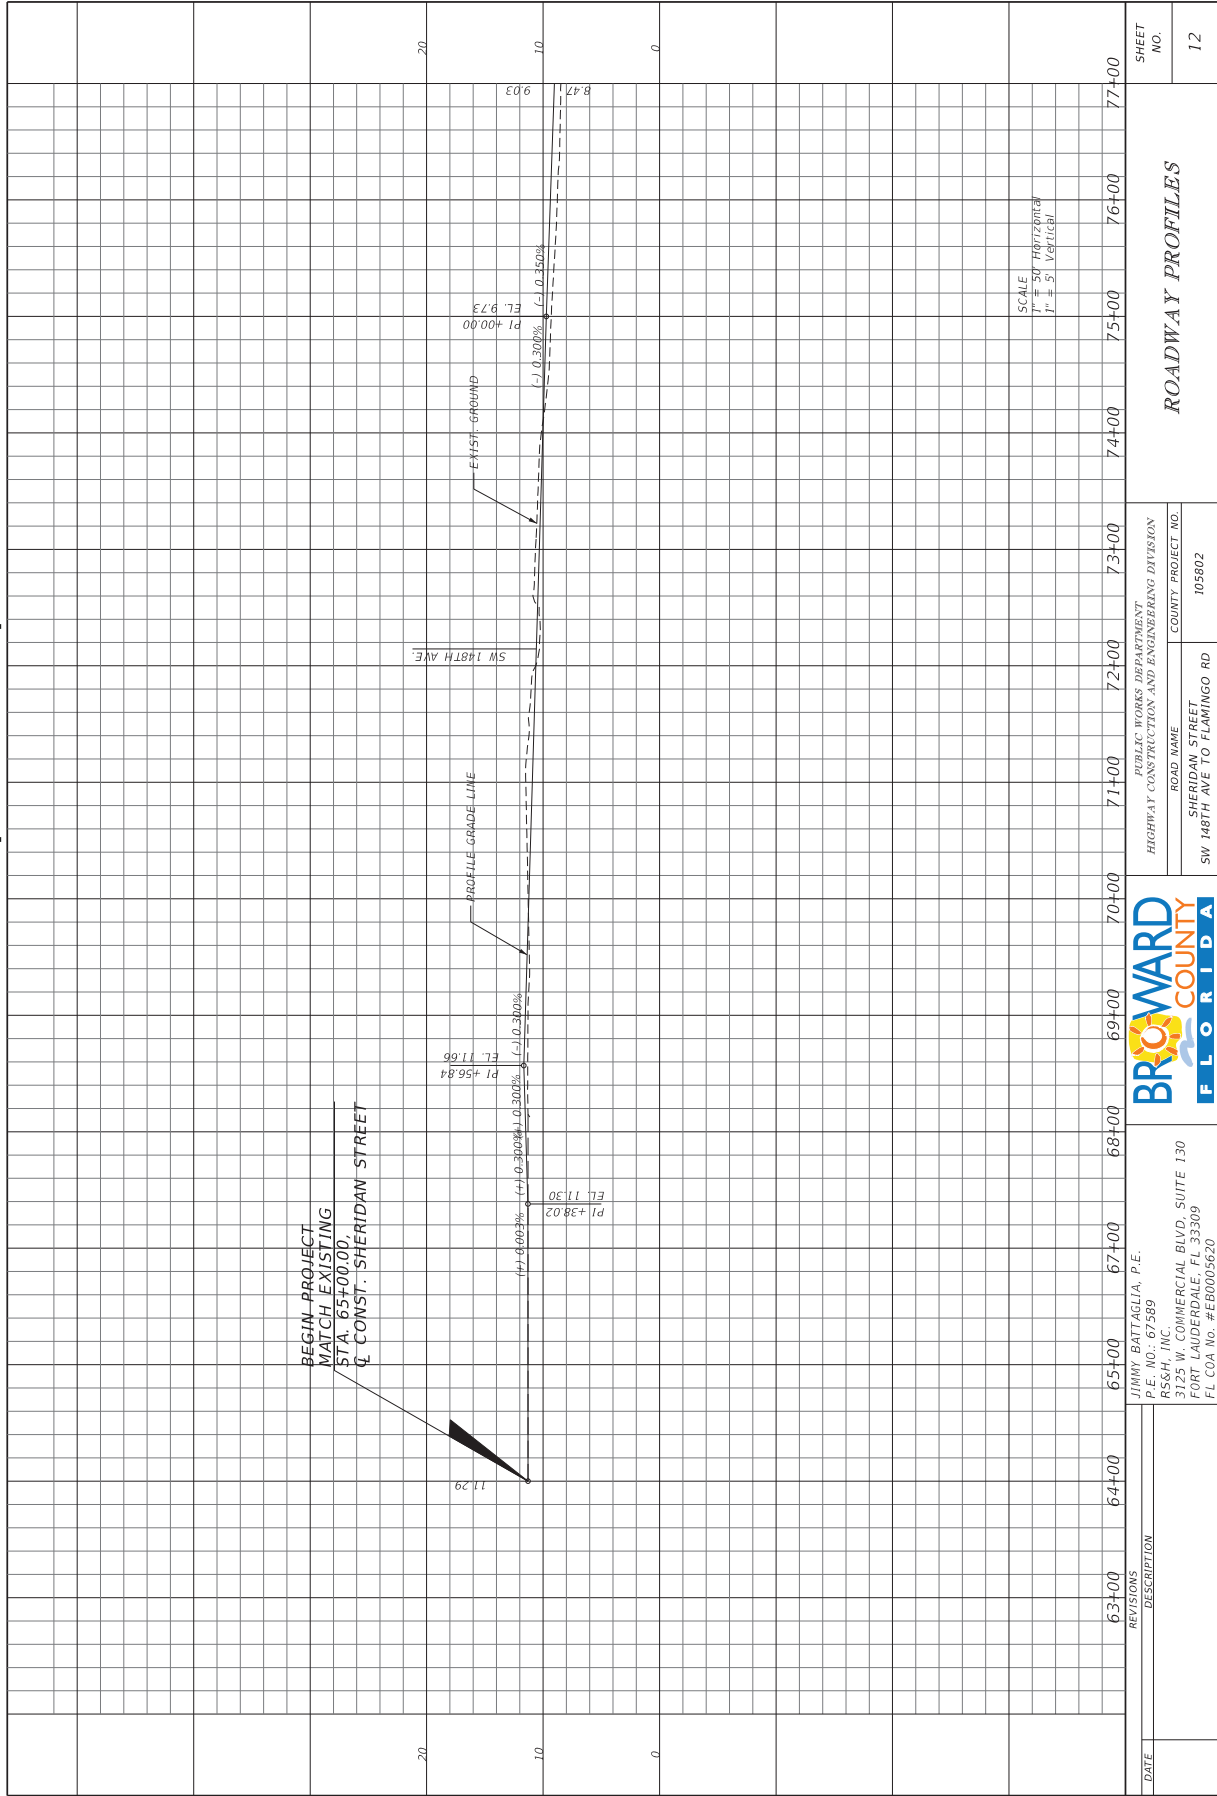 20
10
0
20
10
0
BEGIN PROJECT
MATCH EXISTING
STA. 65+00.00,
℄ CONST. SHERIDAN STREET
11.29
(+) 0.003%
PI +38.02
EL. 11.30
(+) 0.300%
(+) 0.300%
PI +56.84
EL. 11.66
(-) 0.300%
PROFILE GRADE LINE
SW 148TH AVE.
EXIST. GROUND
(-) 0.300%
PI +00.00
EL. 9.73
(-) 0.350%
9.03
8.47
SCALE
1" = 50' Horizontal
1" = 5' Vertical
63+00
64+00
65+00
67+00
68+00
69+00
70+00
71+00
72+00
73+00
74+00
75+00
76+00
77+00
REVISIONS
DATE
DESCRIPTION
JIMMY BATTAGLIA, P.E.
P.E. NO.: 67589
RS&H, INC.
3125 W. COMMERCIAL BLVD, SUITE 130
FORT LAUDERDALE, FL 33309
FL COA No. #EB0005620
BROWARD
COUNTY
FLORIDA
PUBLIC WORKS DEPARTMENT
HIGHWAY CONSTRUCTION AND ENGINEERING DIVISION
ROAD NAME
COUNTY PROJECT NO.
SHERIDAN STREET
SW 148TH AVE TO FLAMINGO RD
105802
ROADWAY PROFILES
SHEET
NO.
12